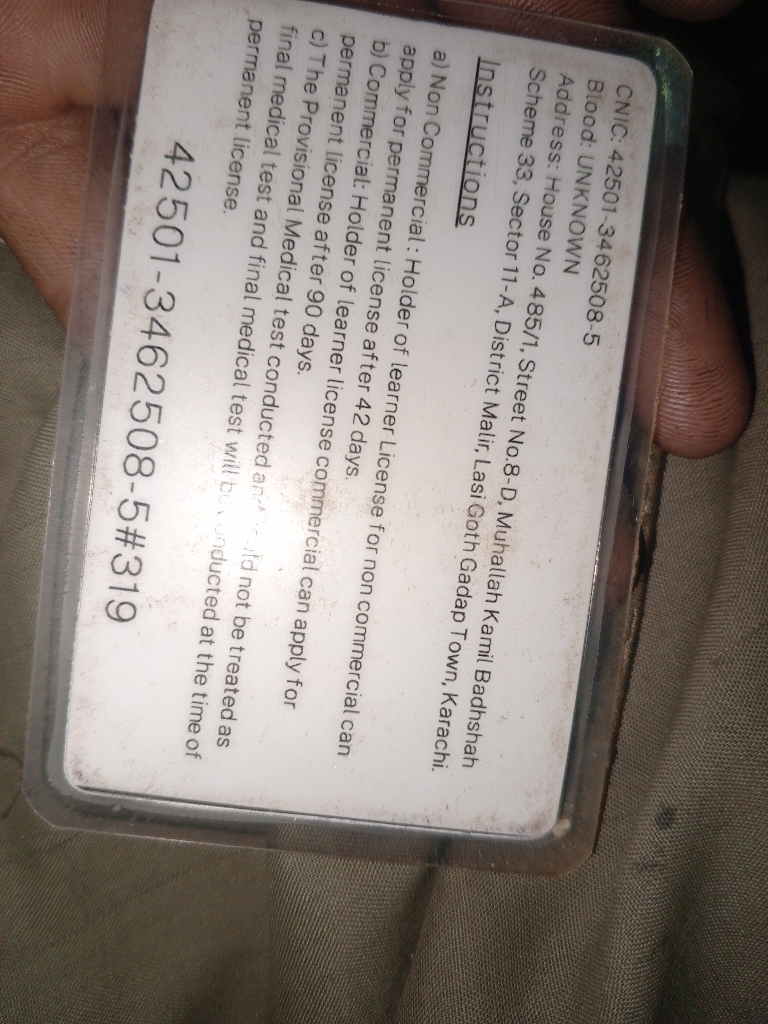 CNIC: 42501-3462508-5
Blood: UNKNOWN
Address: House No. 485/1, Street No.8-D, Muhallah Kamil Badhshah
Scheme 33, Sector 11-A, District Malir, Lasi Goth Gadap Town, Karachi.
Instructions
a) Non Commercial : Holder of learner License for non commercial can
apply for permanent license after 42 days.
b) Commercial: Holder of learner license commercial can apply for
permanent license after 90 days.
c) The Provisional Medical test conducted not be treated as
final medical test and final medical test will at the time of
permanent license.
42501-3462508-5#319